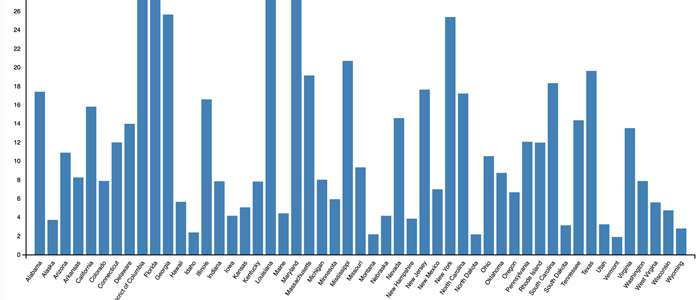 26
24
22
20
18
16
14
12
10
8
6
4
2
0
Alabama
Alaska
Arizona
Arkansas
California
Colorado
Connecticut
Delaware
of Columbia
Florida
Georgia
Hawaii
Idaho
Illinois
Indiana
Iowa
Kansas
Kentucky
Louisiana
Maine
Maryland
Massachusetts
Michigan
Minnesota
Mississippi
Missouri
Montana
Nebraska
Nevada
New Hampshire
New Jersey
New Mexico
New York
North Carolina
North Dakota
Ohio
Oklahoma
Oregon
Pennsylvania
Rhode Island
South Carolina
South Dakota
Tennessee
Texas
Utah
Vermont
Virginia
Washington
West Virginia
Wisconsin
Wyoming